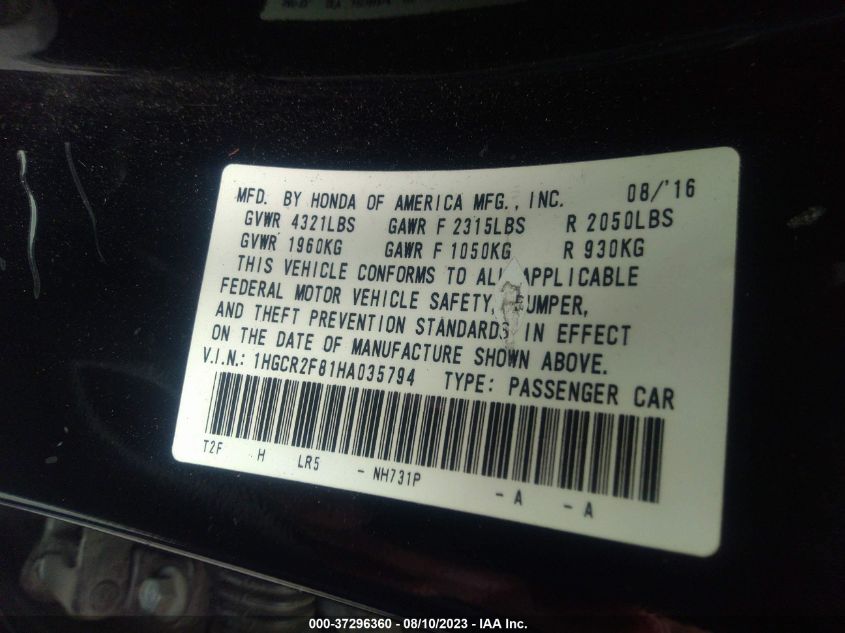 MFD. BY HONDA OF AMERICA MFG., INC. 08/'16
GVWR 4321LBS GAWR F 2315LBS R 2050LBS
GVWR 1960KG GAWR F 1050KG R 930KG
THIS VEHICLE CONFORMS TO ALL APPLICABLE
FEDERAL MOTOR VEHICLE SAFETY, BUMPER,
AND THEFT PREVENTION STANDARDS IN EFFECT
ON THE DATE OF MANUFACTURE SHOWN ABOVE.
V.I.N.: 1HGCR2F81HA035794 TYPE: PASSENGER CAR
T2F H LR5 - NH731P - A - A
000-37296360 — 08/10/2023 — IAA Inc.